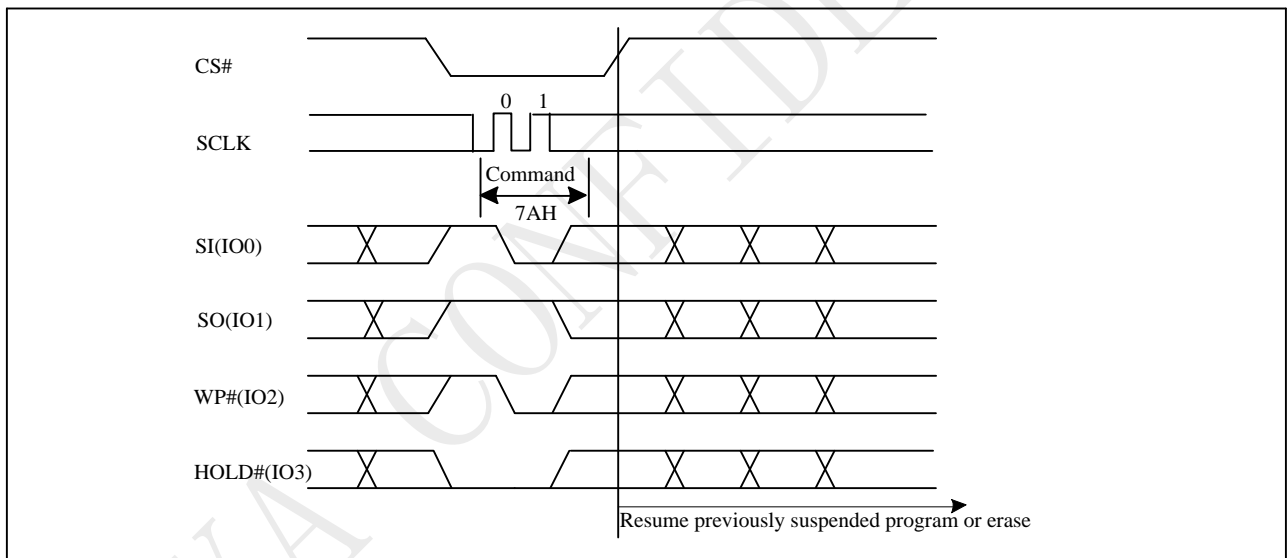 CS#
0 1
SCLK
Command
7AH
SI(IO0)
SO(IO1)
WP#(IO2)
HOLD#(IO3)
Resume previously suspended program or erase